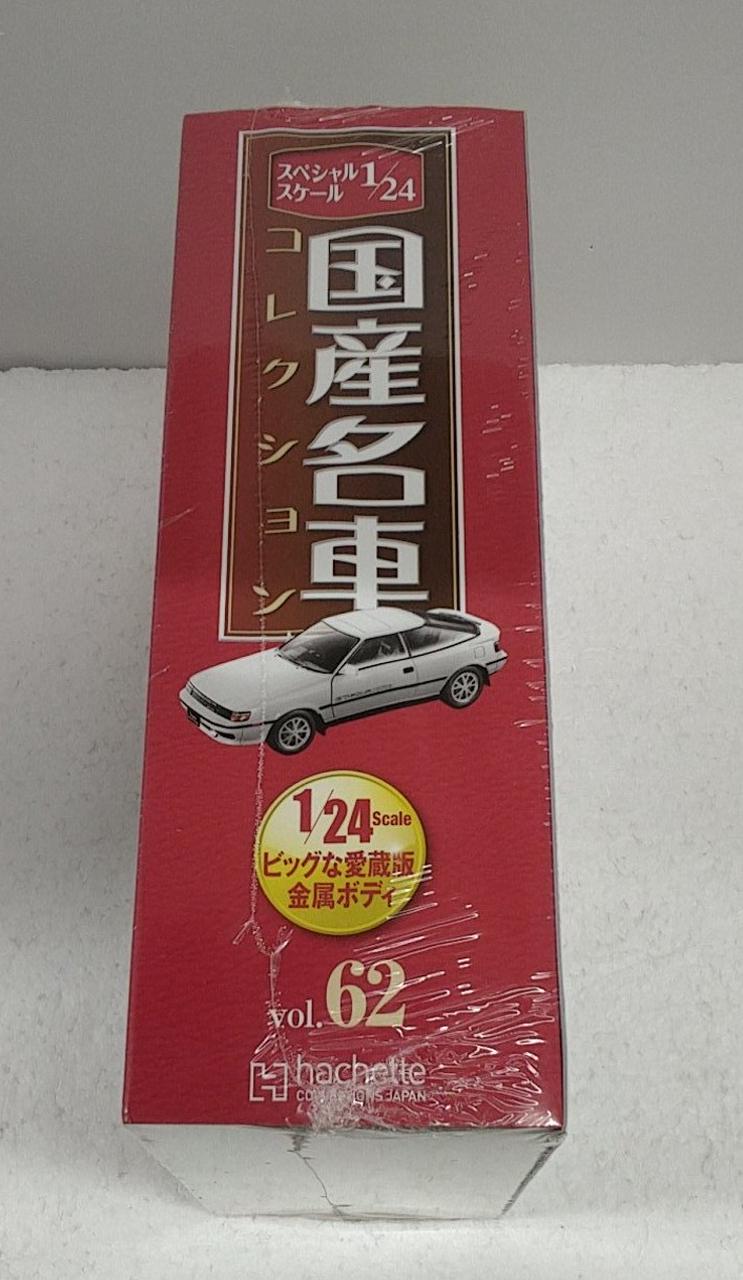 スペシャル
スケール 1/24
国産名車
コレクション
1/24 Scale
ビッグな愛蔵版
金属ボディ
vol. 62
hachette
COLLECTIONS JAPAN